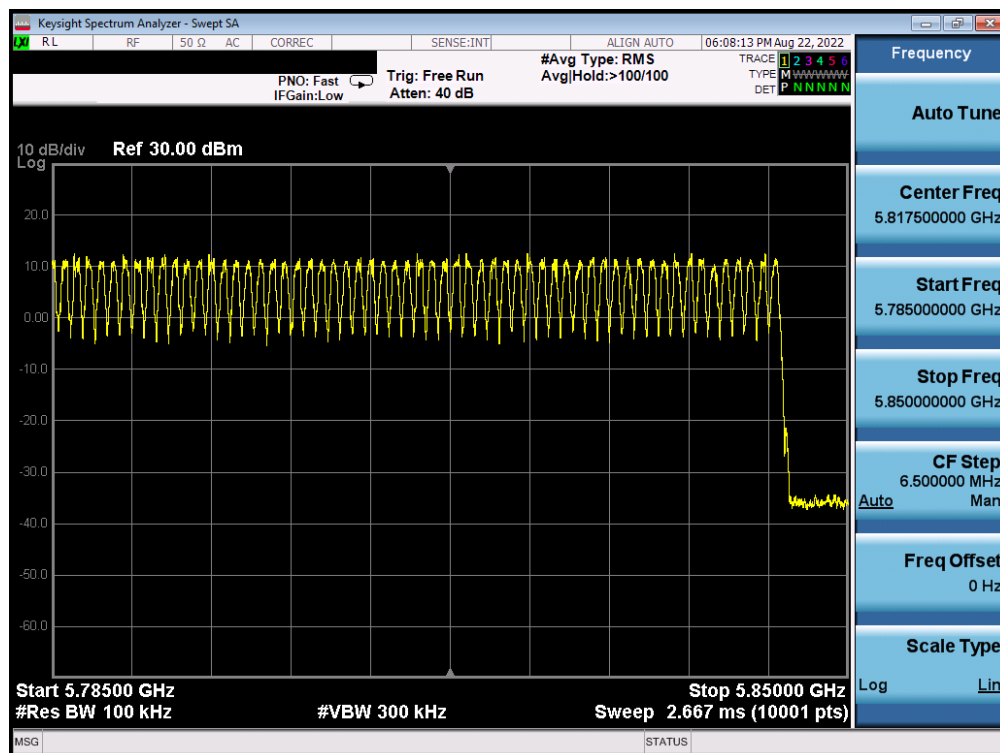 Keysight Spectrum Analyzer - Swept SA
LXI RL RF 50 Ω AC CORREC SENSE:INT ALIGN AUTO 06:08:13 PM Aug 22, 2022
Frequency
PNO: Fast
IFGain:Low
Trig: Free Run
Atten: 40 dB
#Avg Type: RMS
Avg|Hold:>100/100
TRACE 1 2 3 4 5 6
TYPE M WWWWW
DET P N N N N N
Auto Tune
10 dB/div Ref 30.00 dBm
Log
20.0
10.0
0.00
-10.0
-20.0
-30.0
-40.0
-50.0
-60.0
Center Freq
5.817500000 GHz
Start Freq
5.785000000 GHz
Stop Freq
5.850000000 GHz
CF Step
6.500000 MHz
Auto Man
Freq Offset
0 Hz
Scale Type
Log Lin
Start 5.78500 GHz Stop 5.85000 GHz
#Res BW 100 kHz #VBW 300 kHz Sweep 2.667 ms (10001 pts)
MSG STATUS